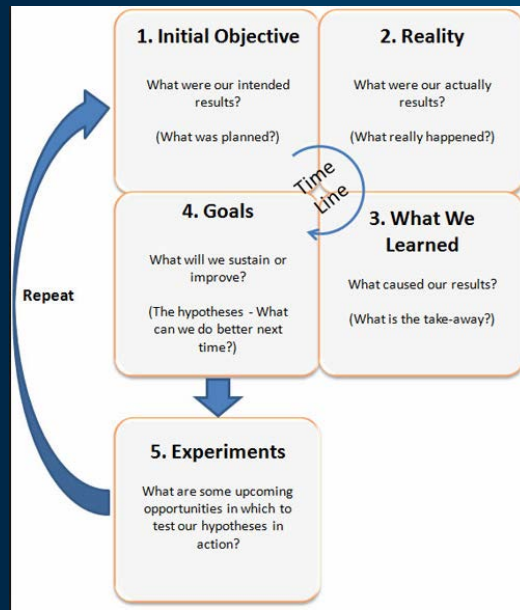 1. Initial Objective
What were our intended
results?
(What was planned?)
2. Reality
What were our actually
results?
(What really happened?)
Time
Line
3. What We
Learned
What caused our results?
(What is the take-away?)
4. Goals
What will we sustain or
improve?
(The hypotheses - What
can we do better next
time?)
5. Experiments
What are some upcoming
opportunities in which to
test our hypotheses in
action?
Repeat